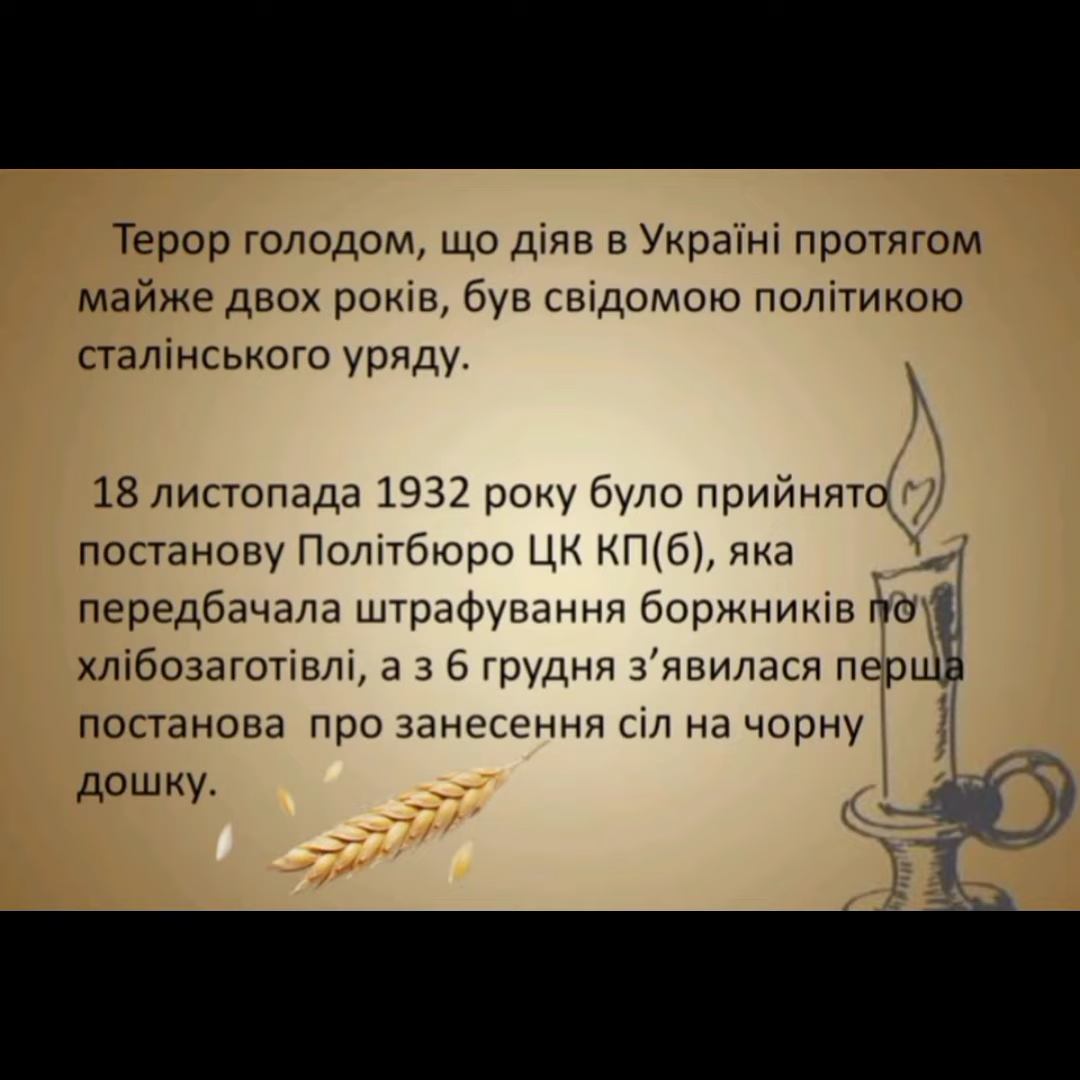 Терор голодом, що діяв в Україні протягом
майже двох років, був свідомою політикою
сталінського уряду.
18 листопада 1932 року було прийнято
постанову Політбюро ЦК КП(б), яка
передбачала штрафування боржників по
хлібозаготівлі, а з 6 грудня з’явилася перша
постанова про занесення сіл на чорну
дошку.